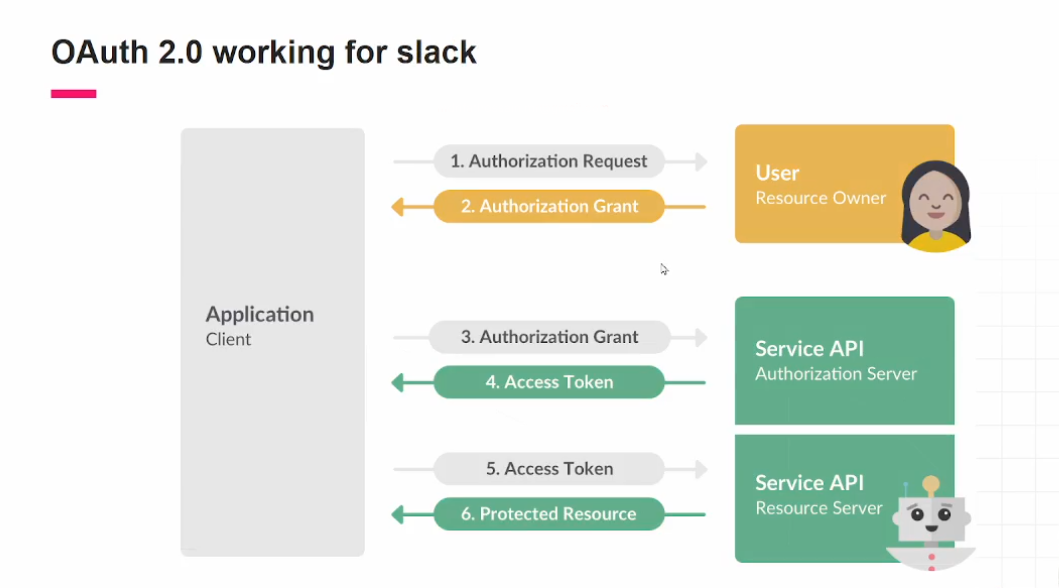 OAuth 2.0 working for slack
1. Authorization Request
2. Authorization Grant
User
Resource Owner
Application
Client
3. Authorization Grant
4. Access Token
Service API
Authorization Server
5. Access Token
6. Protected Resource
Service API
Resource Server